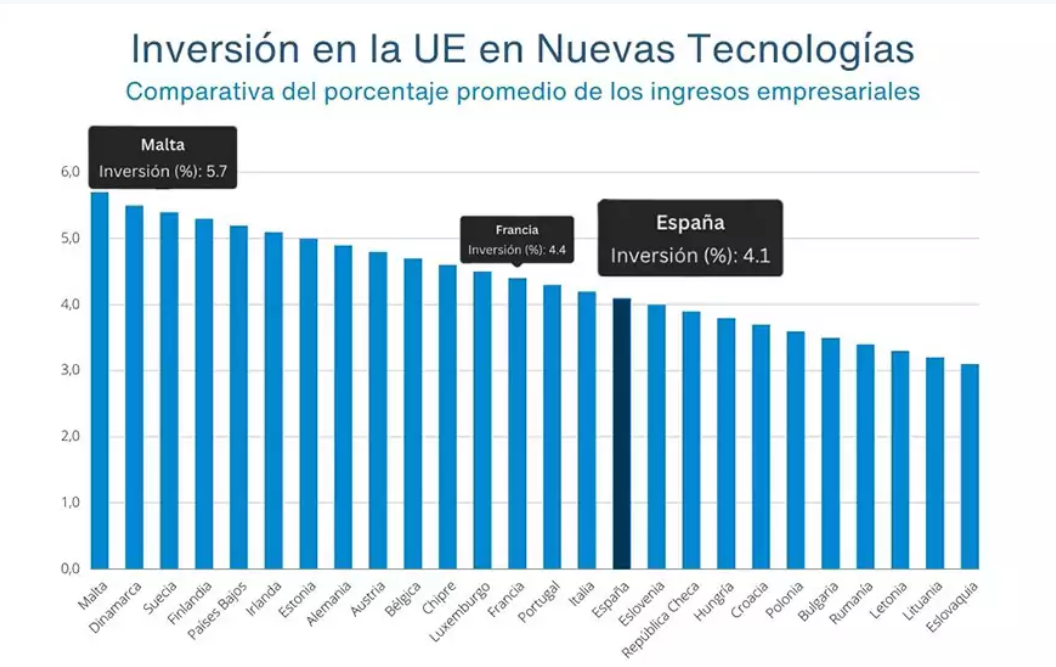 Inversión en la UE en Nuevas Tecnologías
Comparativa del porcentaje promedio de los ingresos empresariales
Malta
Inversión (%): 5.7
Francia
Inversión (%): 4.4
España
Inversión (%): 4.1
6,0
5,0
4,0
3,0
2,0
1,0
0,0
Malta
Dinamarca
Suecia
Finlandia
Países Bajos
Irlanda
Estonia
Alemania
Austria
Bélgica
Chipre
Luxemburgo
Francia
Portugal
Italia
España
Eslovenia
República Checa
Hungría
Croacia
Polonia
Bulgaria
Rumanía
Letonia
Lituania
Eslovaquia